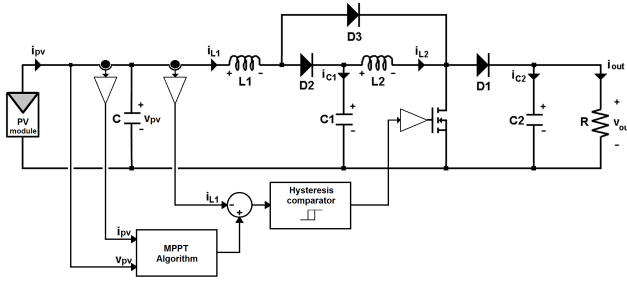 D3
ipv
iL1
L1
+ -
D2
iC1
L2
+ -
iL2
D1
iC2
iout
PV
module
C
+
vpv
-
C1
+
-
C2
+
-
R
+
vou
-
iL1
-
+
Hysteresis
comparator
ipv
vpv
MPPT
Algorithm